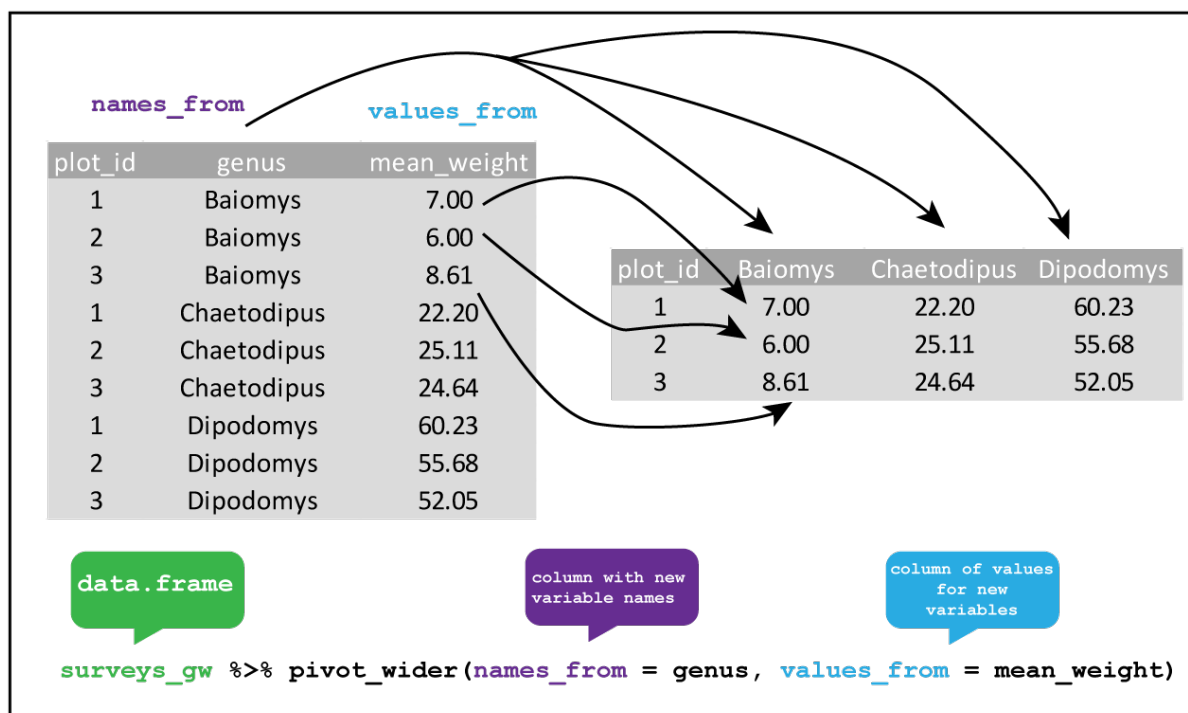 names_from
values_from
plot_id genus mean_weight
1 Baiomys 7.00
2 Baiomys 6.00
3 Baiomys 8.61
1 Chaetodipus 22.20
2 Chaetodipus 25.11
3 Chaetodipus 24.64
1 Dipodomys 60.23
2 Dipodomys 55.68
3 Dipodomys 52.05
plot_id Baiomys Chaetodipus Dipodomys
1 7.00 22.20 60.23
2 6.00 25.11 55.68
3 8.61 24.64 52.05
data.frame
column with new
variable names
column of values
for new
variables
surveys_gw %>% pivot_wider(names_from = genus, values_from = mean_weight)